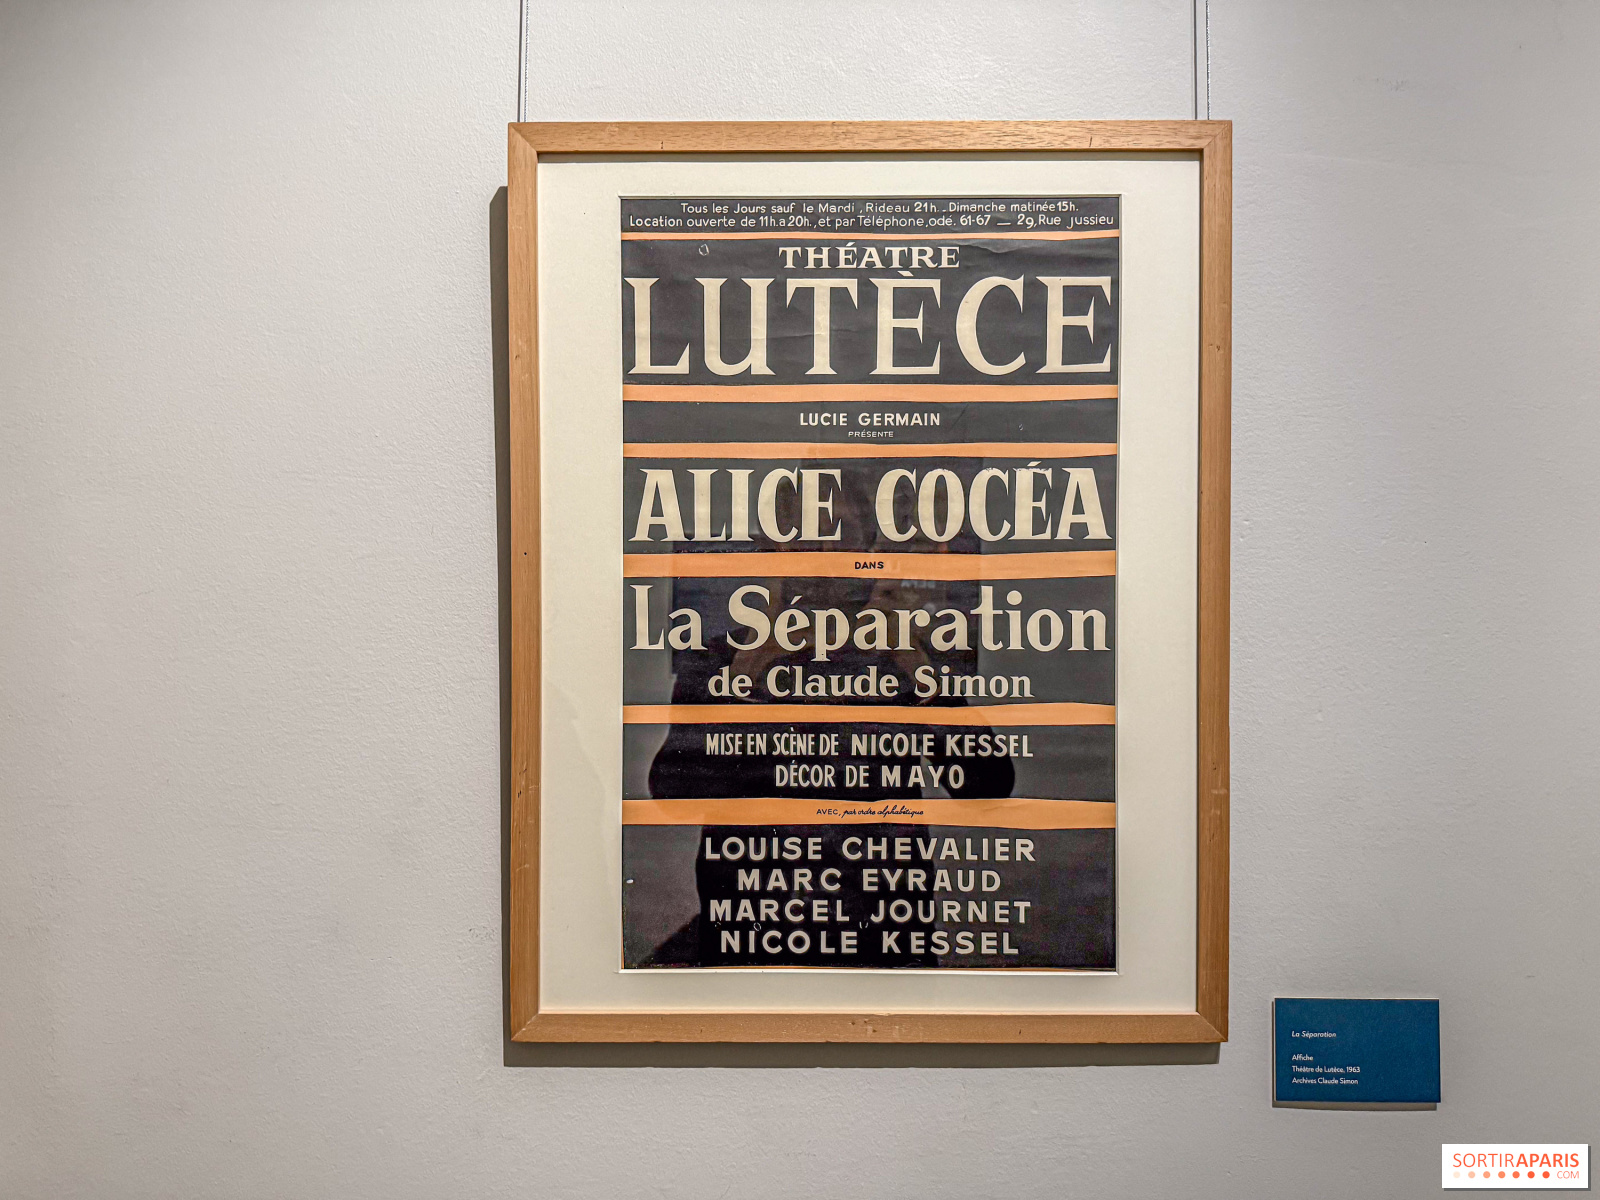 Tous les Jours sauf le Mardi, Rideau 21h._Dimanche matinée 15h.
Location ouverte de 11h.a 20h.,et par Téléphone,odé. 61-67 — 29,Rue Jussieu
THÉATRE
LUTÈCE
LUCIE GERMAIN
PRÉSENTE
ALICE COCÉA
DANS
La Séparation
de Claude Simon
MISE EN SCÈNE DE NICOLE KESSEL
DÉCOR DE MAYO
AVEC, par ordre alphabétique
LOUISE CHEVALIER
MARC EYRAUD
MARCEL JOURNET
NICOLE KESSEL
La Séparation
Affiche
Théâtre de Lutèce, 1963
Archives Claude Simon
SORTIRAPARIS
.COM